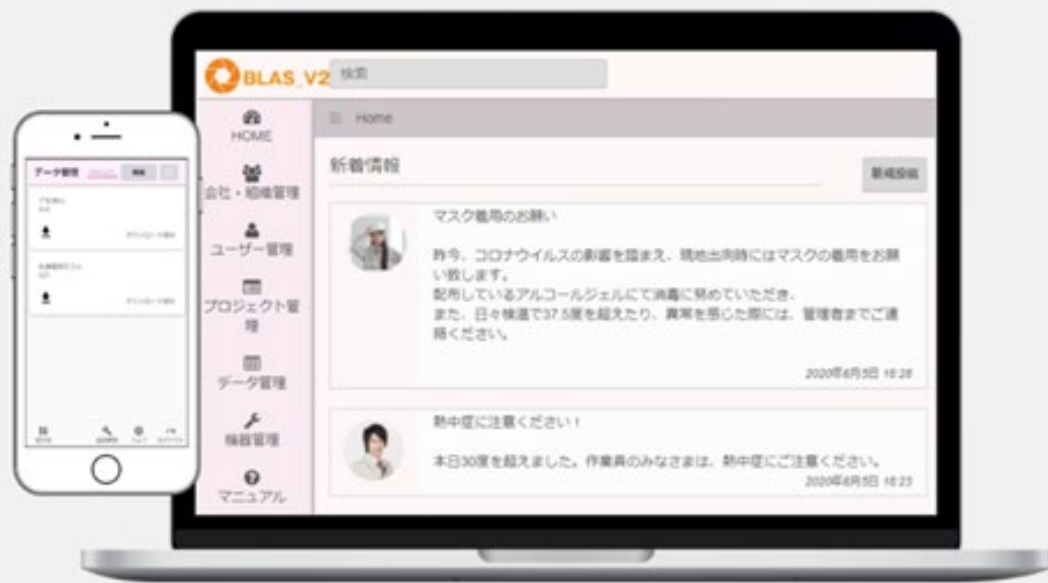 BLAS_V2
検索
HOME
会社・組織管理
ユーザー管理
プロジェクト管
理
データ管理
機器管理
マニュアル
Home
新着情報
新規投稿
マスク着用のお願い
昨今、コロナウイルスの影響を踏まえ、現地出向時にはマスクの着用をお願
い致します。
配布しているアルコールジェルにて消毒に努めていただき、
また、日々検温で37.5度を超えたり、異常を感じた際には、管理者までご連
絡ください。
2020年6月5日 18:28
熱中症に注意ください！
本日30度を超えました。作業員のみなさまは、熱中症にご注意ください。
2020年6月5日 18:23
データ管理